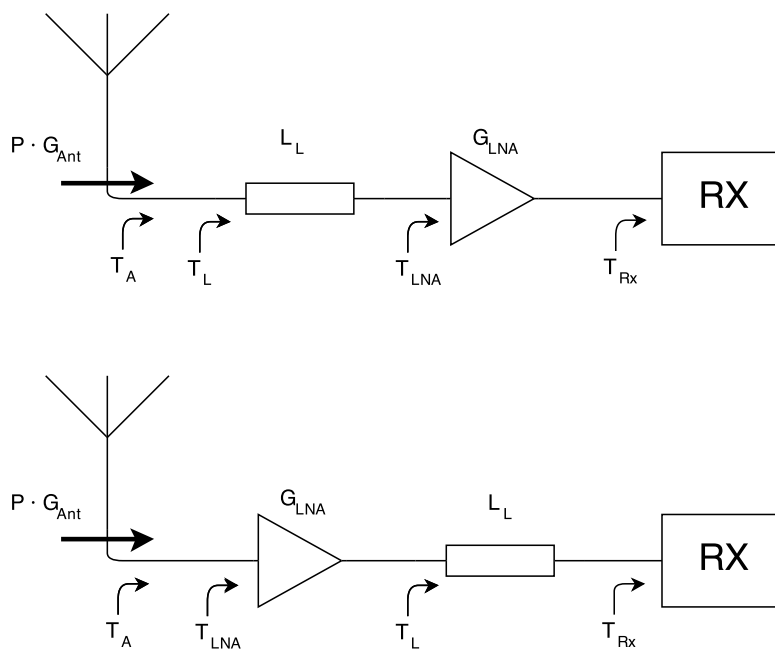 L_L
G_LNA
P · G_Ant
RX
T_A
T_L
T_LNA
T_Rx
G_LNA
L_L
P · G_Ant
RX
T_A
T_LNA
T_L
T_Rx